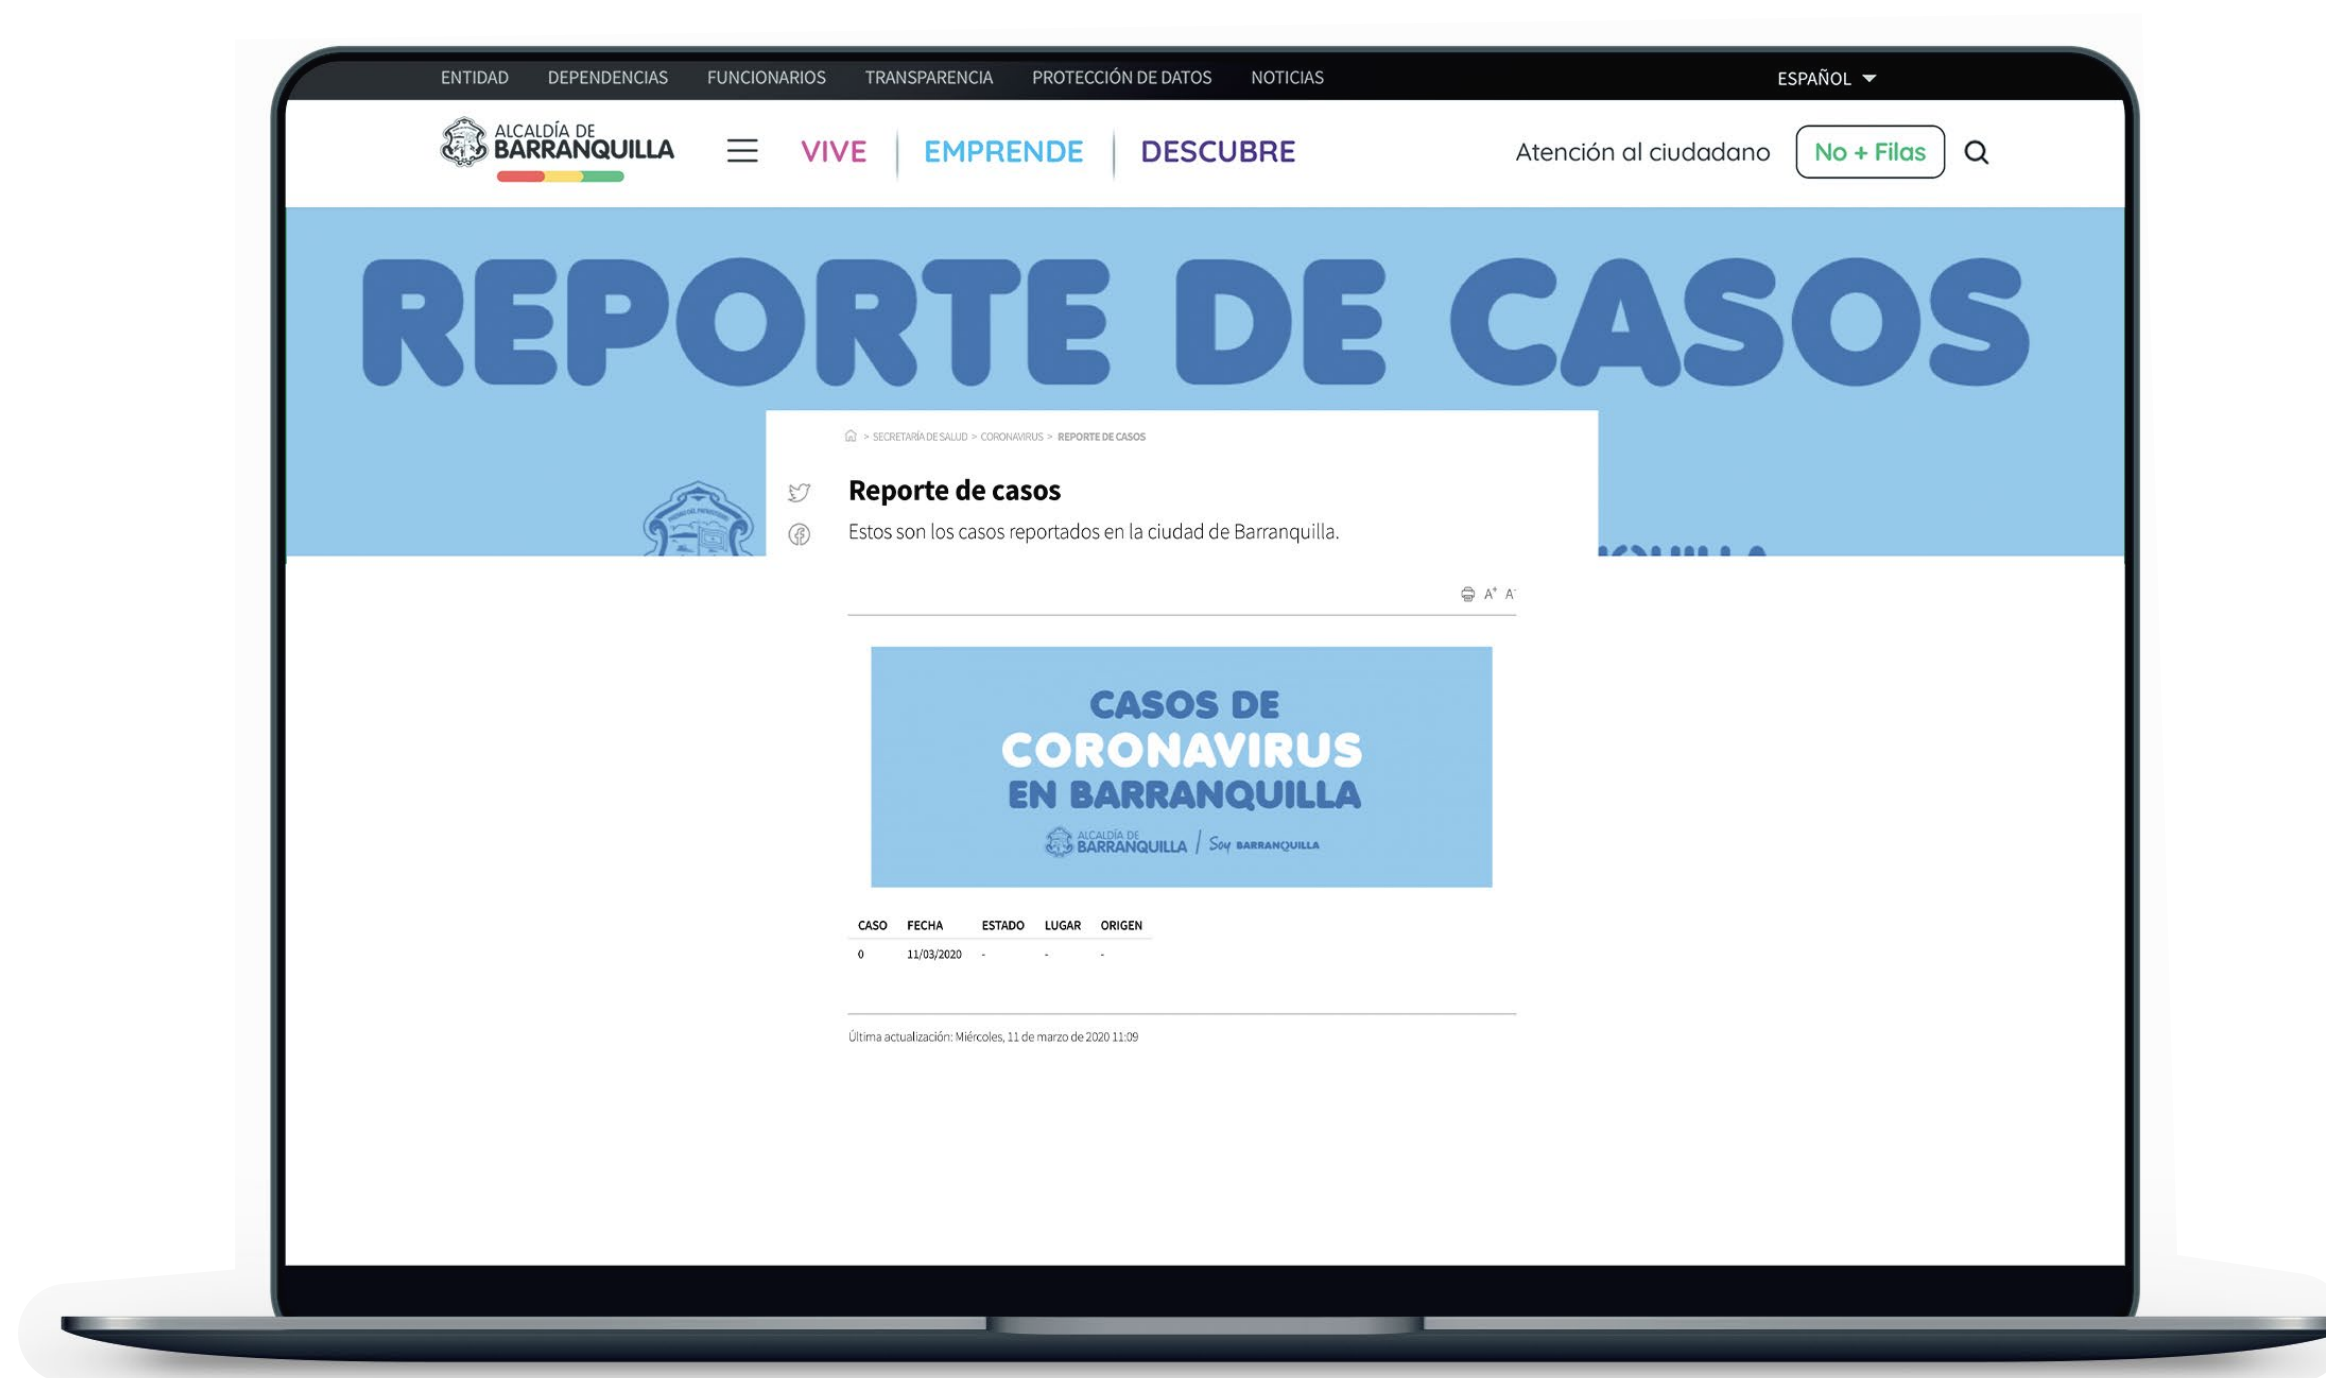 ENTIDAD DEPENDENCIAS FUNCIONARIOS TRANSPARENCIA PROTECCIÓN DE DATOS NOTICIAS ESPAÑOL
ALCALDÍA DE
BARRANQUILLA
VIVE EMPRENDE DESCUBRE Atención al ciudadano No + Filas
REPORTE DE CASOS
> SECRETARÍA DE SALUD > CORONAVIRUS > REPORTE DE CASOS
Reporte de casos
Estos son los casos reportados en la ciudad de Barranquilla.
A+ A-
CASOS DE
CORONAVIRUS
EN BARRANQUILLA
ALCALDÍA DE
BARRANQUILLA / Soy BARRANQUILLA
CASO FECHA ESTADO LUGAR ORIGEN
0 11/03/2020 - - -
Última actualización: Miércoles, 11 de marzo de 2020 11:09